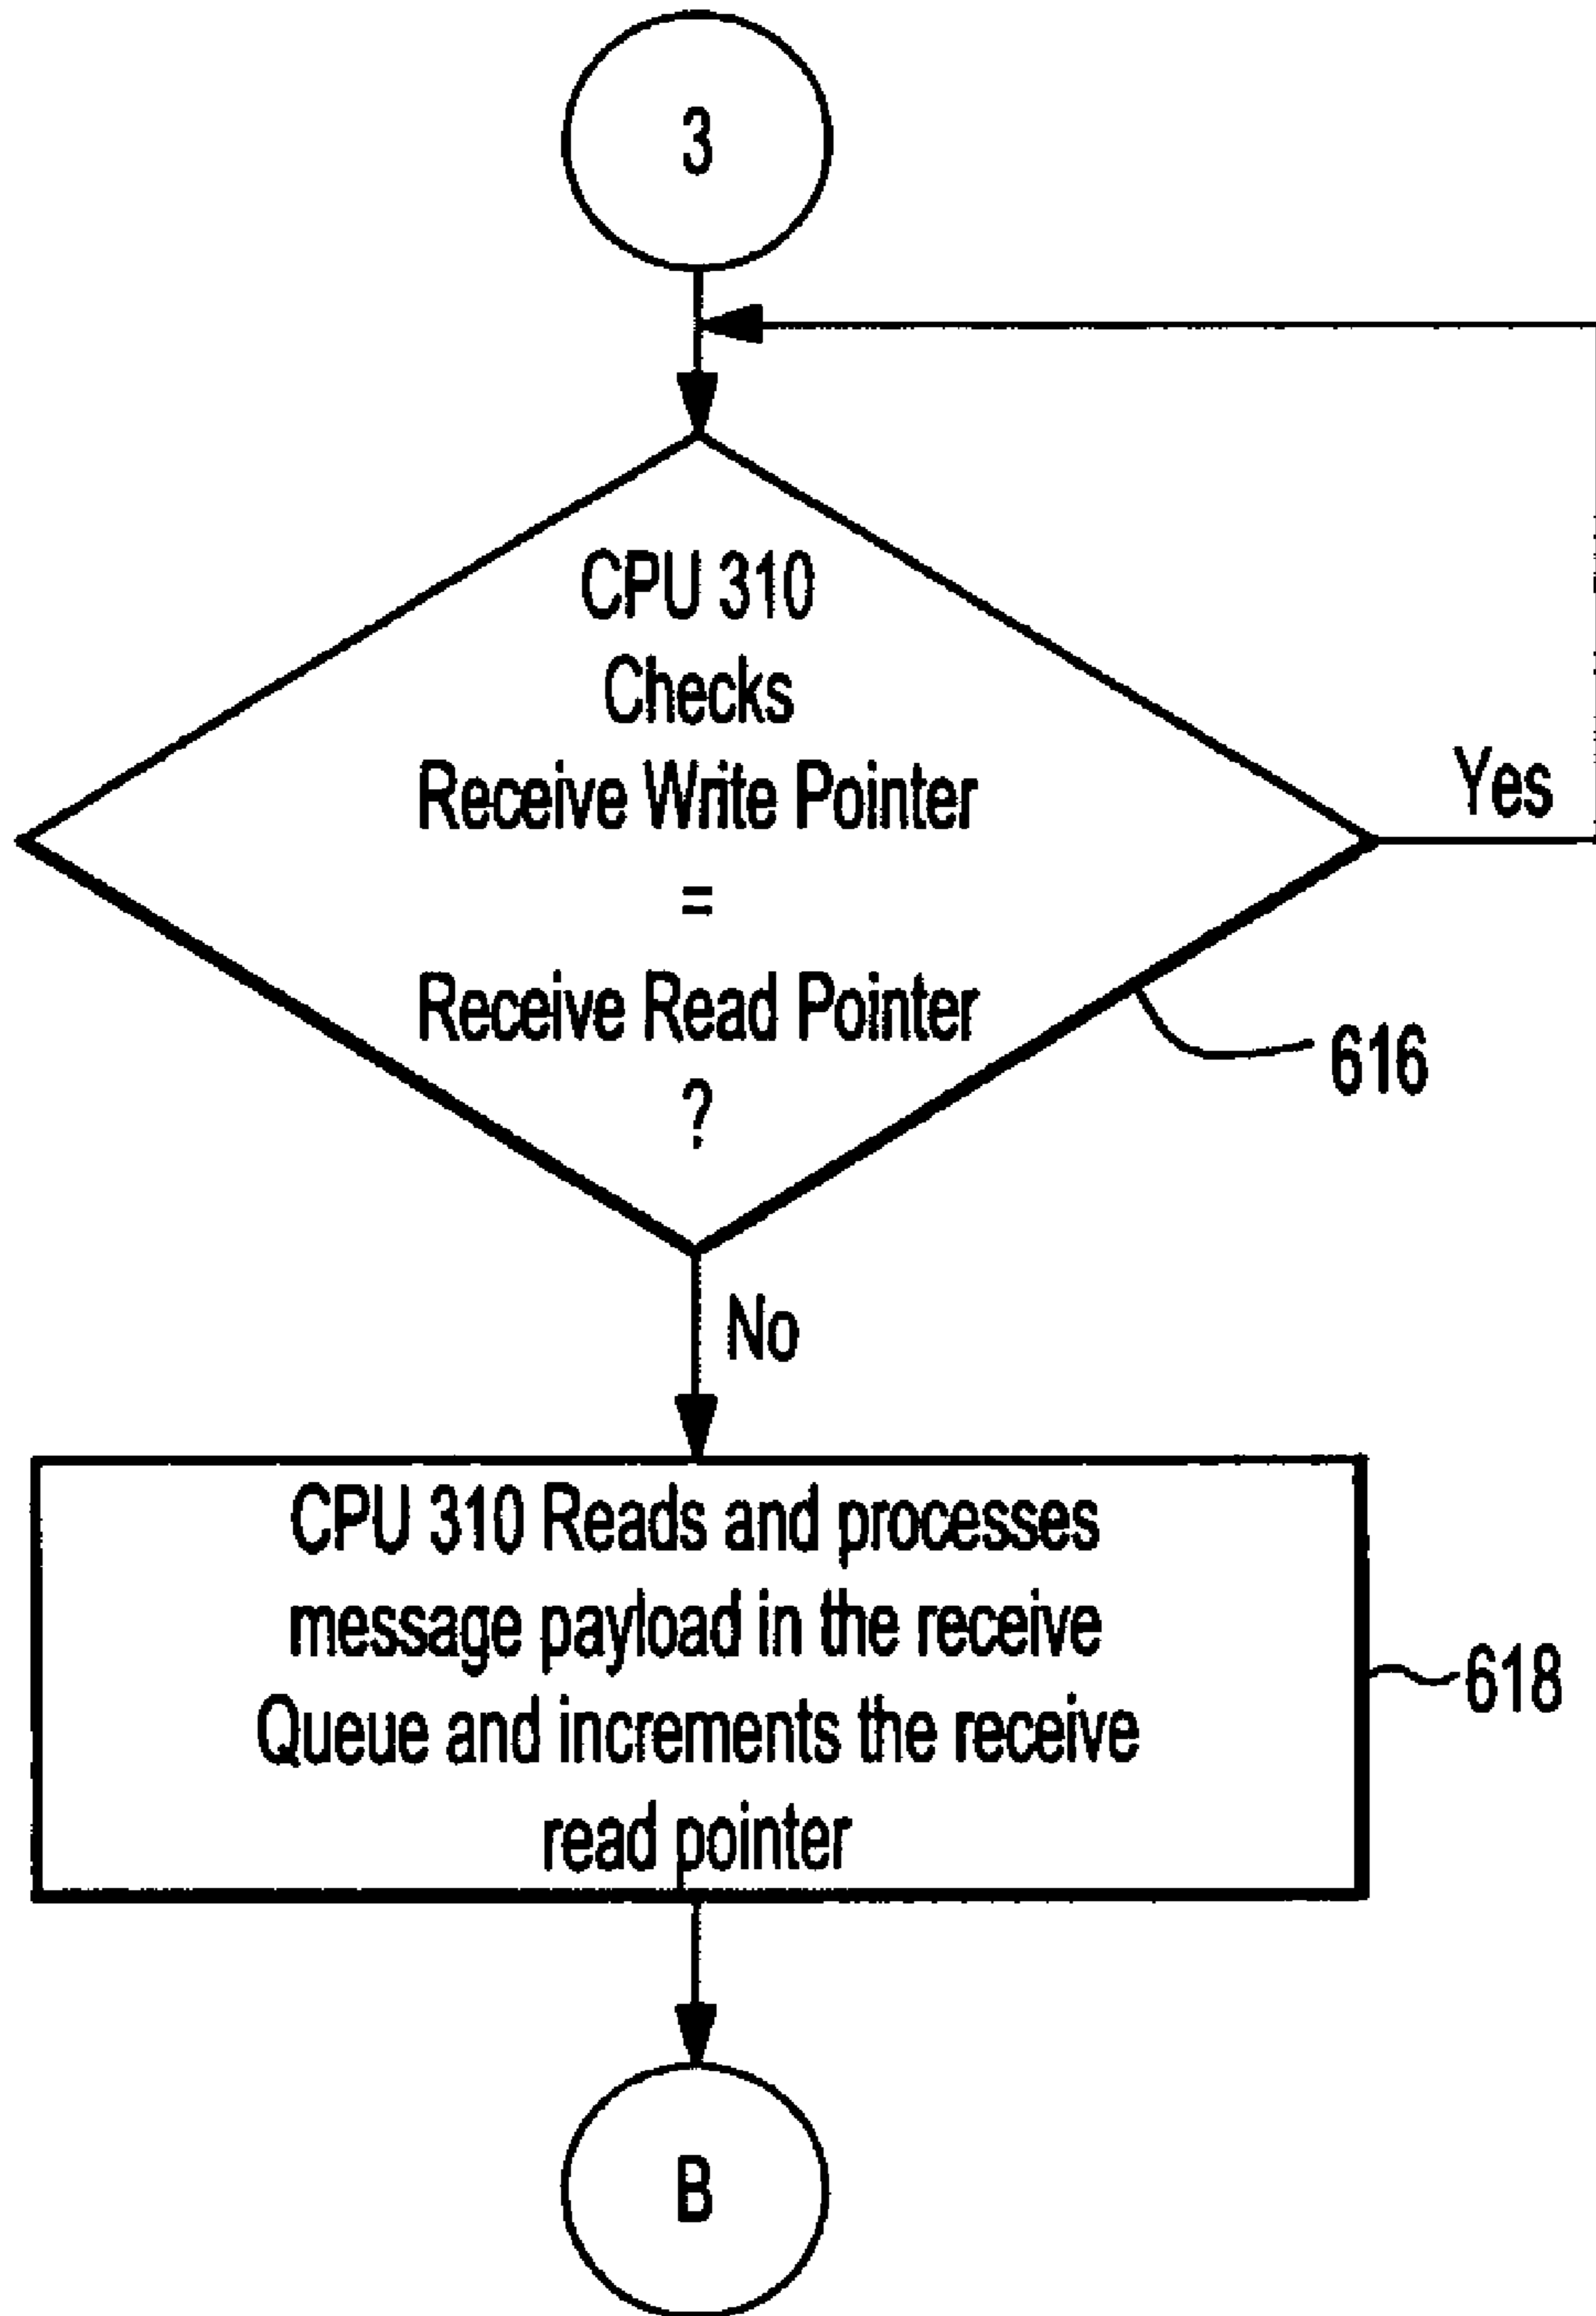 3
CPU 310
Checks
Receive Write Pointer
=
Receive Read Pointer
?
Yes
616
No
CPU 310 Reads and processes
message payload in the receive
Queue and increments the receive
read pointer
618
B